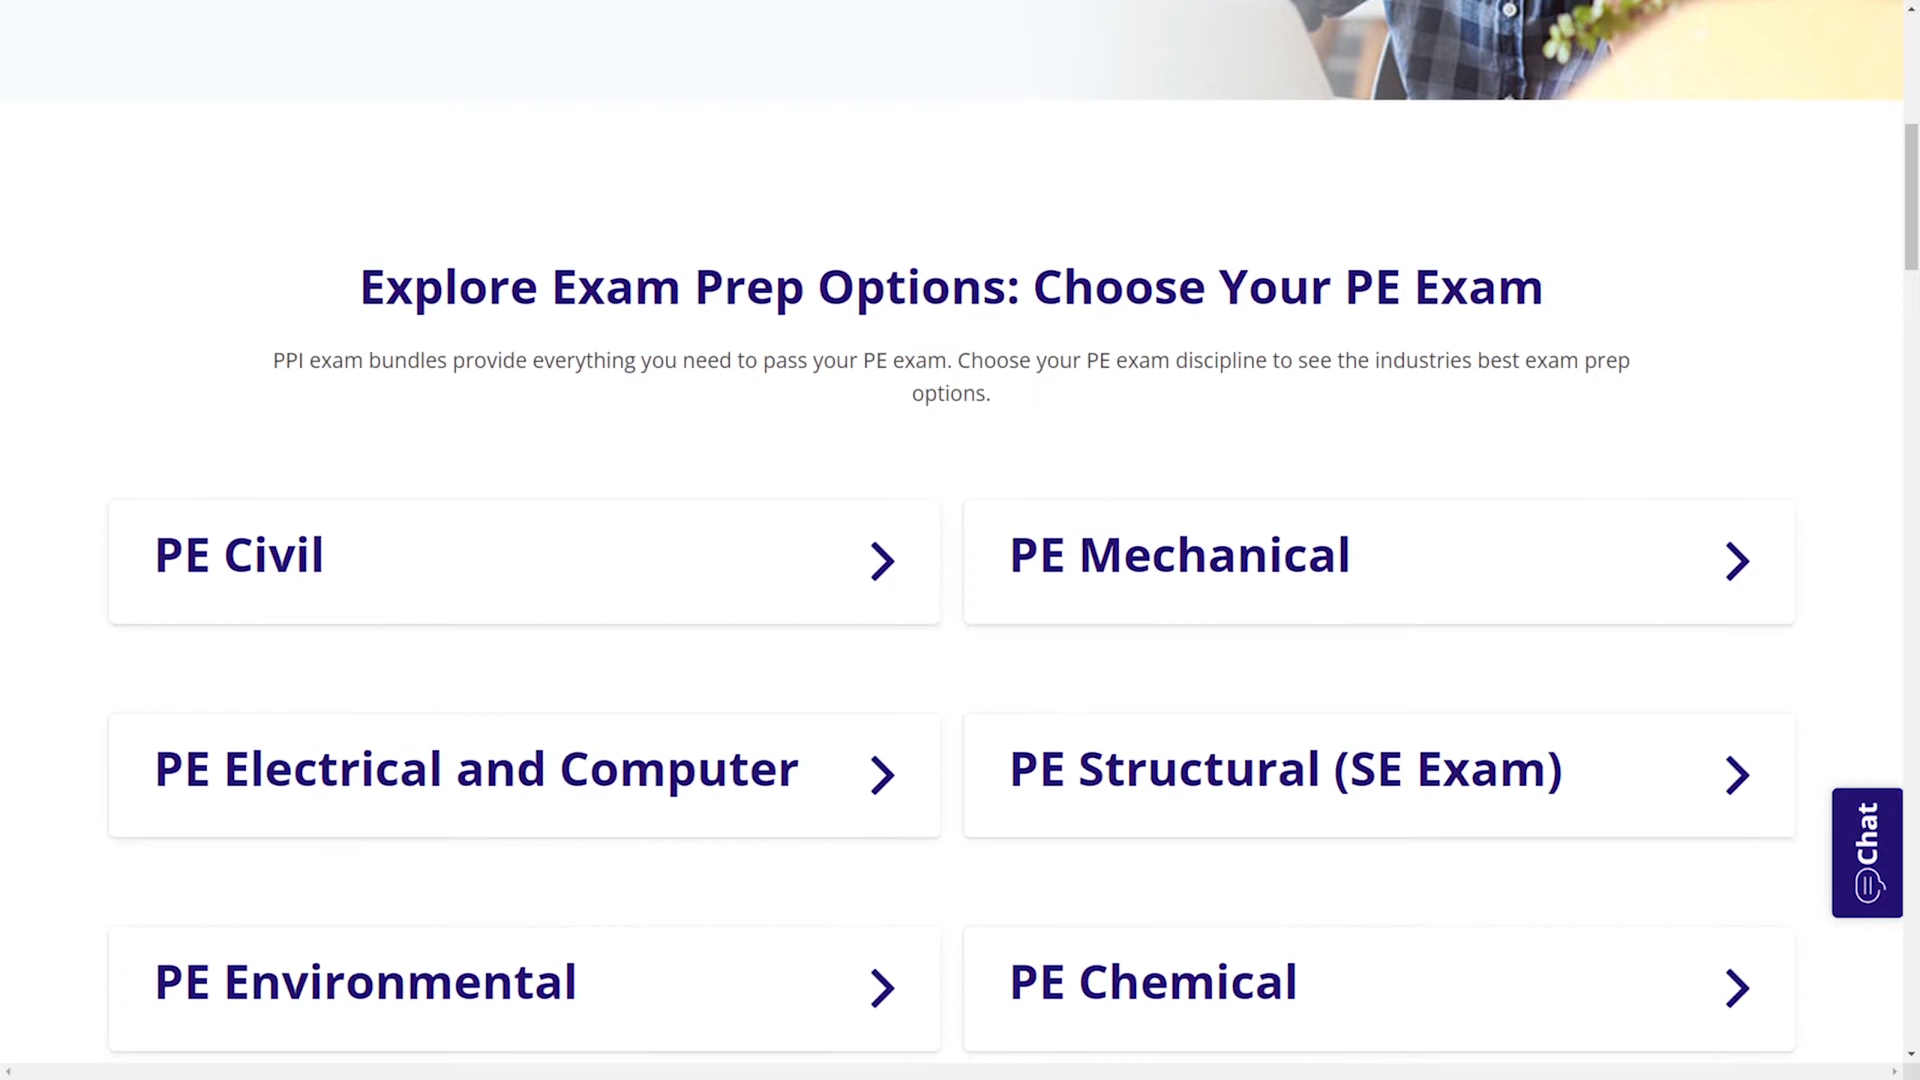 Explore Exam Prep Options: Choose Your PE Exam
PPI exam bundles provide everything you need to pass your PE exam. Choose your PE exam discipline to see the industries best exam prep
options.
PE Civil
PE Mechanical
PE Electrical and Computer
PE Structural (SE Exam)
Chat
PE Environmental
PE Chemical